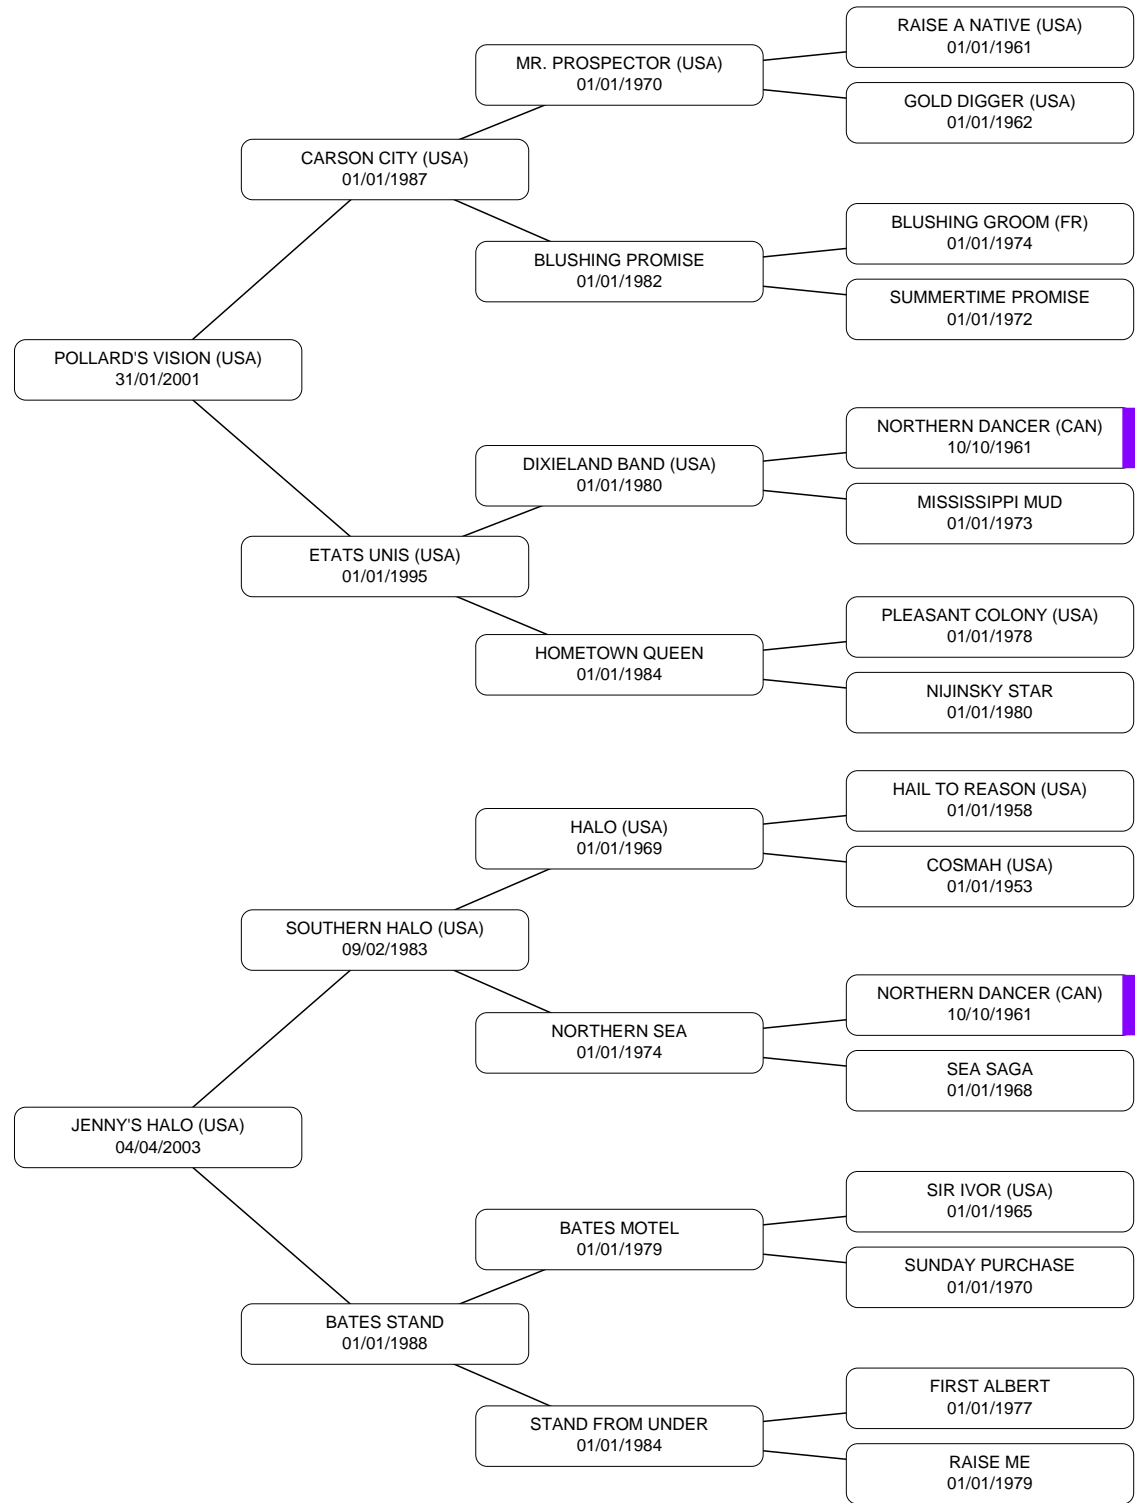 RAISE A NATIVE (USA)
01/01/1961
MR. PROSPECTOR (USA)
01/01/1970
GOLD DIGGER (USA)
01/01/1962
CARSON CITY (USA)
01/01/1987
BLUSHING GROOM (FR)
01/01/1974
BLUSHING PROMISE
01/01/1982
SUMMERTIME PROMISE
01/01/1972
POLLARD'S VISION (USA)
31/01/2001
NORTHERN DANCER (CAN)
10/10/1961
DIXIELAND BAND (USA)
01/01/1980
MISSISSIPPI MUD
01/01/1973
ETATS UNIS (USA)
01/01/1995
PLEASANT COLONY (USA)
01/01/1978
HOMETOWN QUEEN
01/01/1984
NIJINSKY STAR
01/01/1980
HAIL TO REASON (USA)
01/01/1958
HALO (USA)
01/01/1969
COSMAH (USA)
01/01/1953
SOUTHERN HALO (USA)
09/02/1983
NORTHERN DANCER (CAN)
10/10/1961
NORTHERN SEA
01/01/1974
SEA SAGA
01/01/1968
JENNY'S HALO (USA)
04/04/2003
SIR IVOR (USA)
01/01/1965
BATES MOTEL
01/01/1979
SUNDAY PURCHASE
01/01/1970
BATES STAND
01/01/1988
FIRST ALBERT
01/01/1977
STAND FROM UNDER
01/01/1984
RAISE ME
01/01/1979